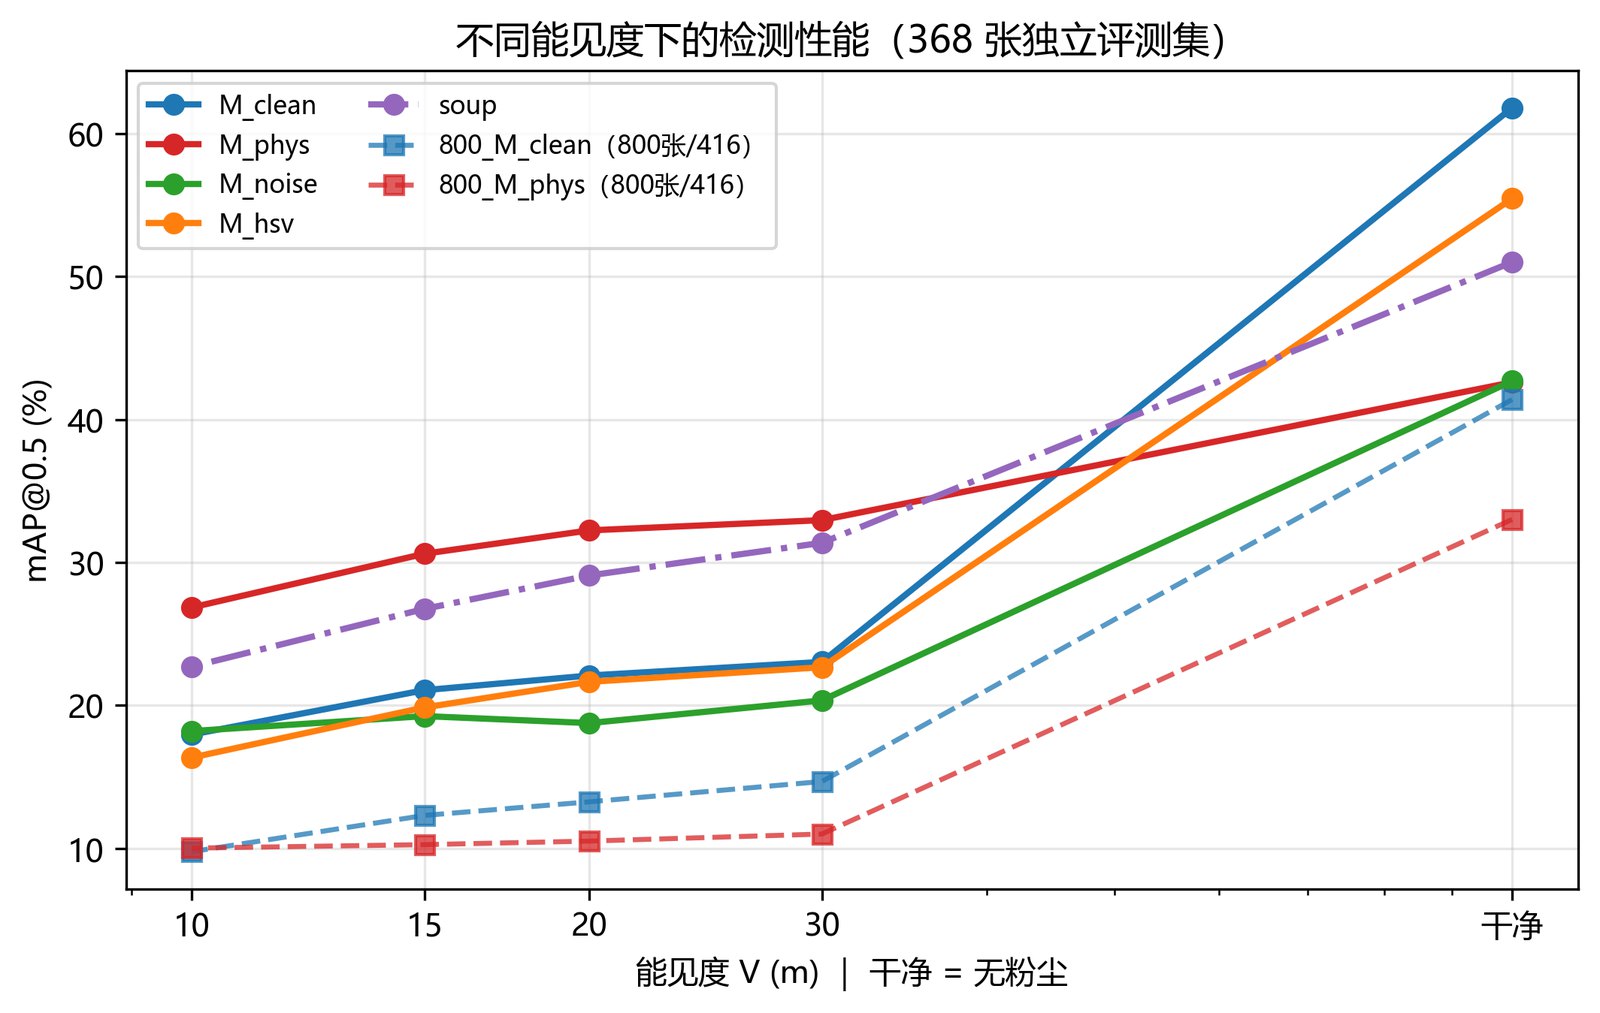 不同能见度下的检测性能（368 张独立评测集）
M_clean
M_phys
M_noise
M_hsv
soup
800_M_clean（800张/416）
800_M_phys（800张/416）
mAP@0.5 (%)
60
50
40
30
20
10
10
15
20
30
干净
能见度 V (m) | 干净 = 无粉尘